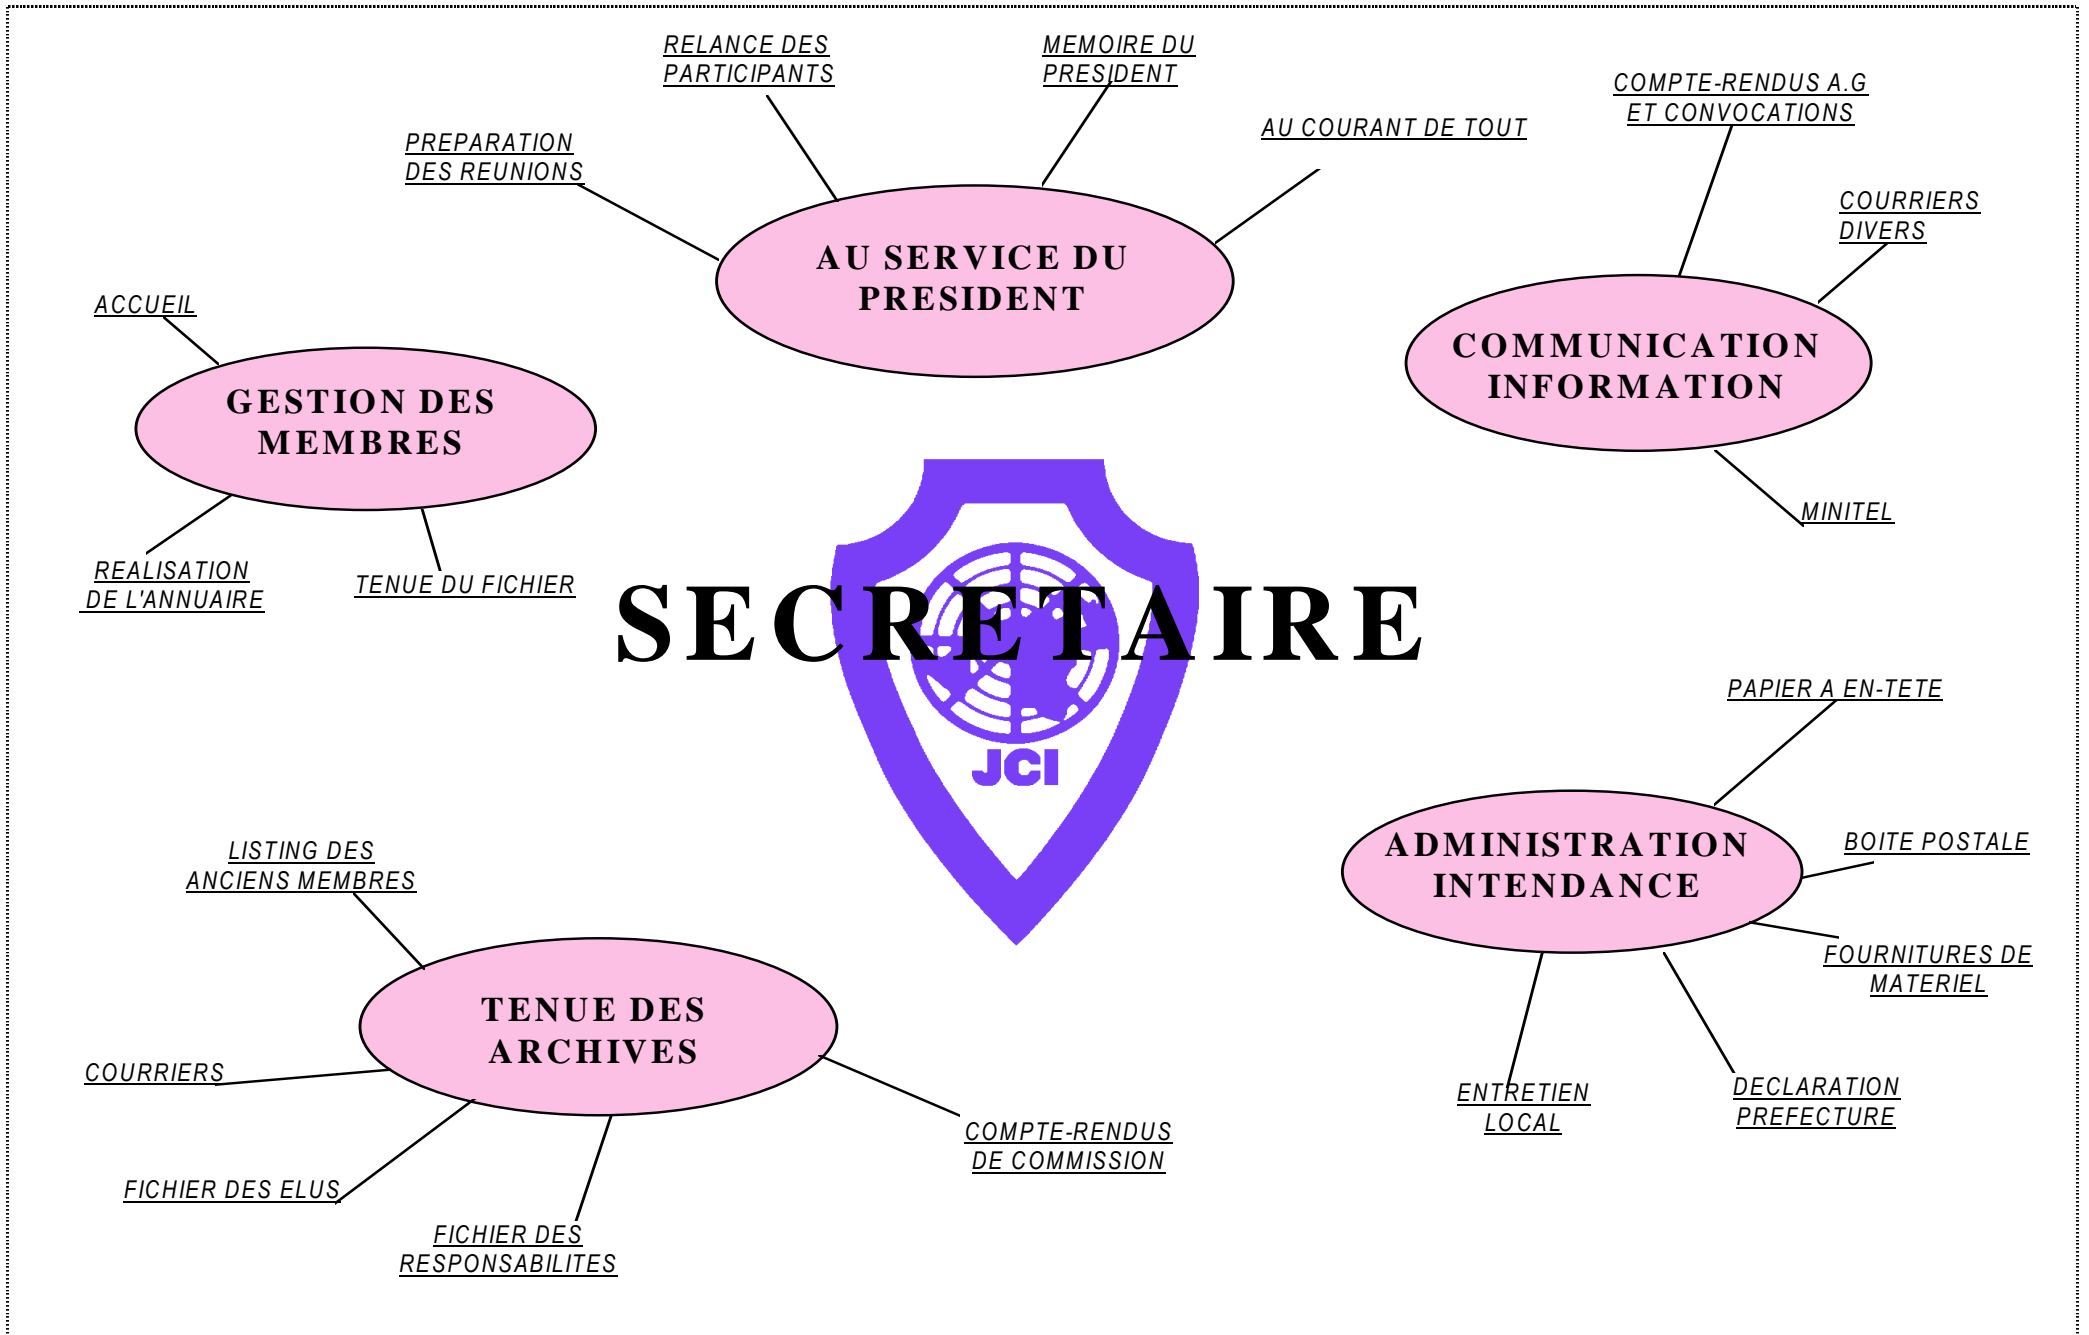 RELANCE DES
PARTICIPANTS
MEMOIRE DU
PRESIDENT
COMPTE-RENDUS A.G
ET CONVOCATIONS
AU COURANT DE TOUT
PREPARATION
DES REUNIONS
COURRIERS
DIVERS
AU SERVICE DU
PRESIDENT
ACCUEIL
COMMUNICATION
INFORMATION
GESTION DES
MEMBRES
MINITEL
REALISATION
DE L'ANNUAIRE
TENUE DU FICHIER
SECRETAIRE
JCI
PAPIER A EN-TETE
ADMINISTRATION
INTENDANCE
BOITE POSTALE
LISTING DES
ANCIENS MEMBRES
FOURNITURES DE
MATERIEL
TENUE DES
ARCHIVES
COURRIERS
ENTRETIEN
LOCAL
DECLARATION
PREFECTURE
COMPTE-RENDUS
DE COMMISSION
FICHIER DES ELUS
FICHIER DES
RESPONSABILITES